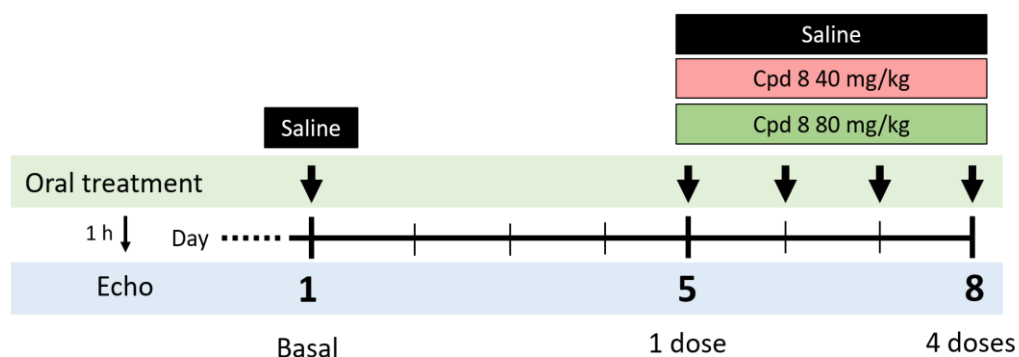 Saline
Cpd 8 40 mg/kg
Saline
Cpd 8 80 mg/kg
Oral treatment
1 h
Day
Echo
1
5
8
Basal
1 dose
4 doses